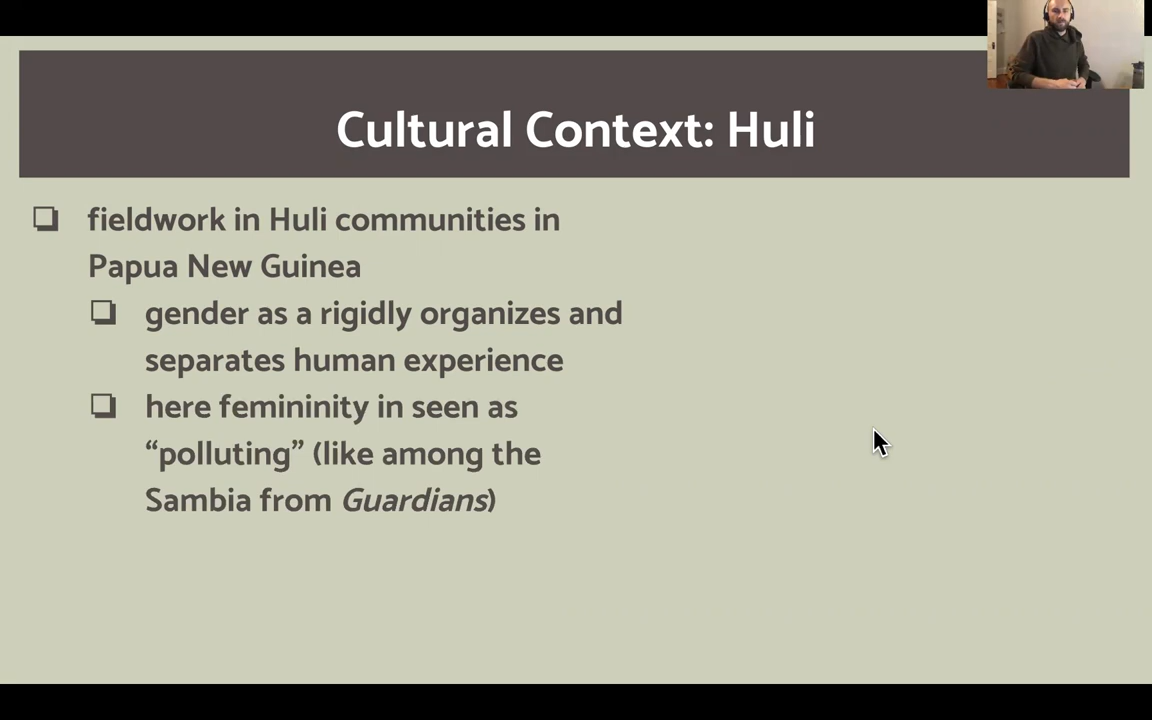 Cultural Context: Huli
fieldwork in Huli communities in
Papua New Guinea
gender as a rigidly organizes and
separates human experience
here femininity in seen as
“polluting” (like among the
Sambia from Guardians)